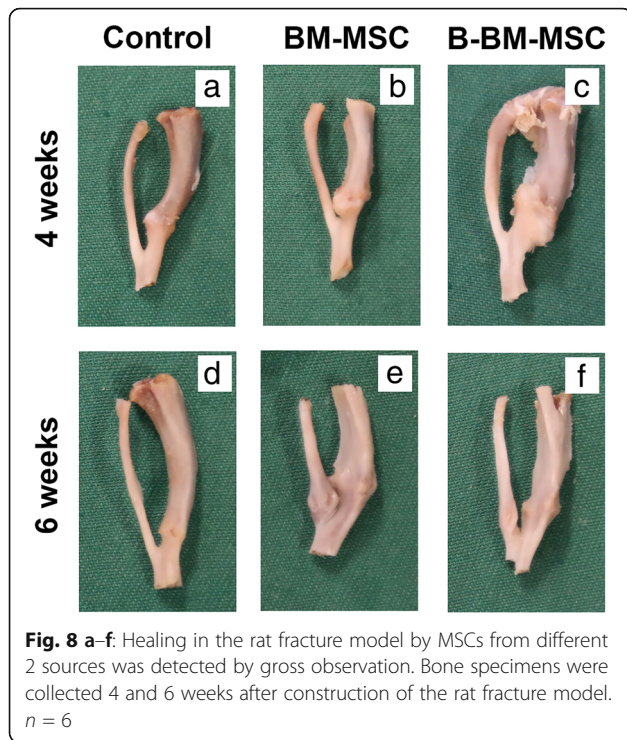 Control BM-MSC B-BM-MSC
a b c
4 weeks
d e f
6 weeks
Fig. 8 a–f: Healing in the rat fracture model by MSCs from different
2 sources was detected by gross observation. Bone specimens were
collected 4 and 6 weeks after construction of the rat fracture model.
n = 6